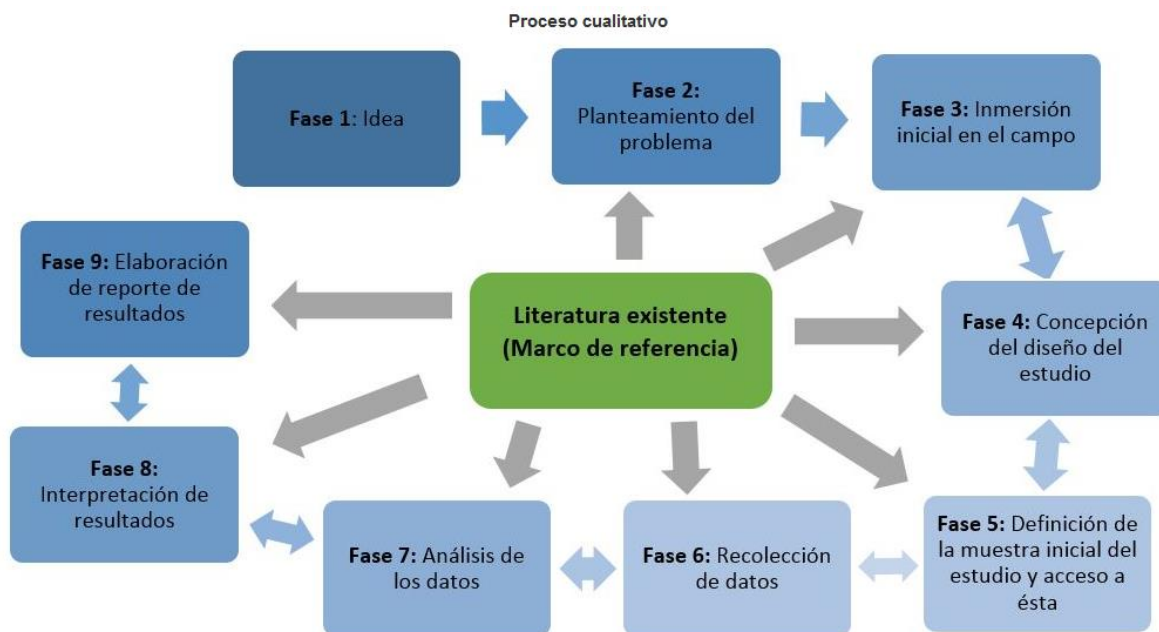 Proceso cualitativo
Fase 1: Idea
Fase 2:
Planteamiento del
problema
Fase 3: Inmersión
inicial en el campo
Fase 4: Concepción
del diseño del
estudio
Fase 5: Definición de
la muestra inicial del
estudio y acceso a
ésta
Fase 6: Recolección
de datos
Fase 7: Análisis de
los datos
Fase 8:
Interpretación de
resultados
Fase 9: Elaboración
de reporte de
resultados
Literatura existente
(Marco de referencia)